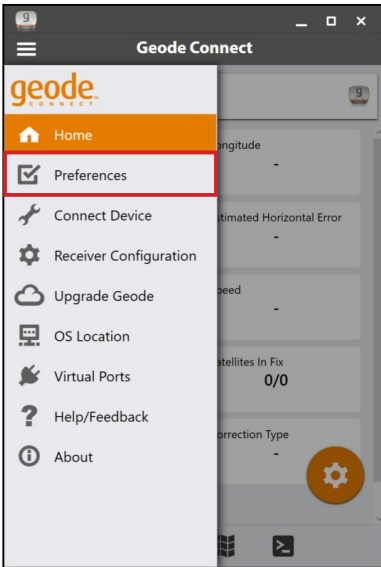 Geode Connect
geode
CONNECT
Home
Preferences
Connect Device
Receiver Configuration
Upgrade Geode
OS Location
Virtual Ports
Help/Feedback
About
ongitude
-
stimated Horizontal Error
-
peed
-
atellites In Fix
0/0
orrection Type
-